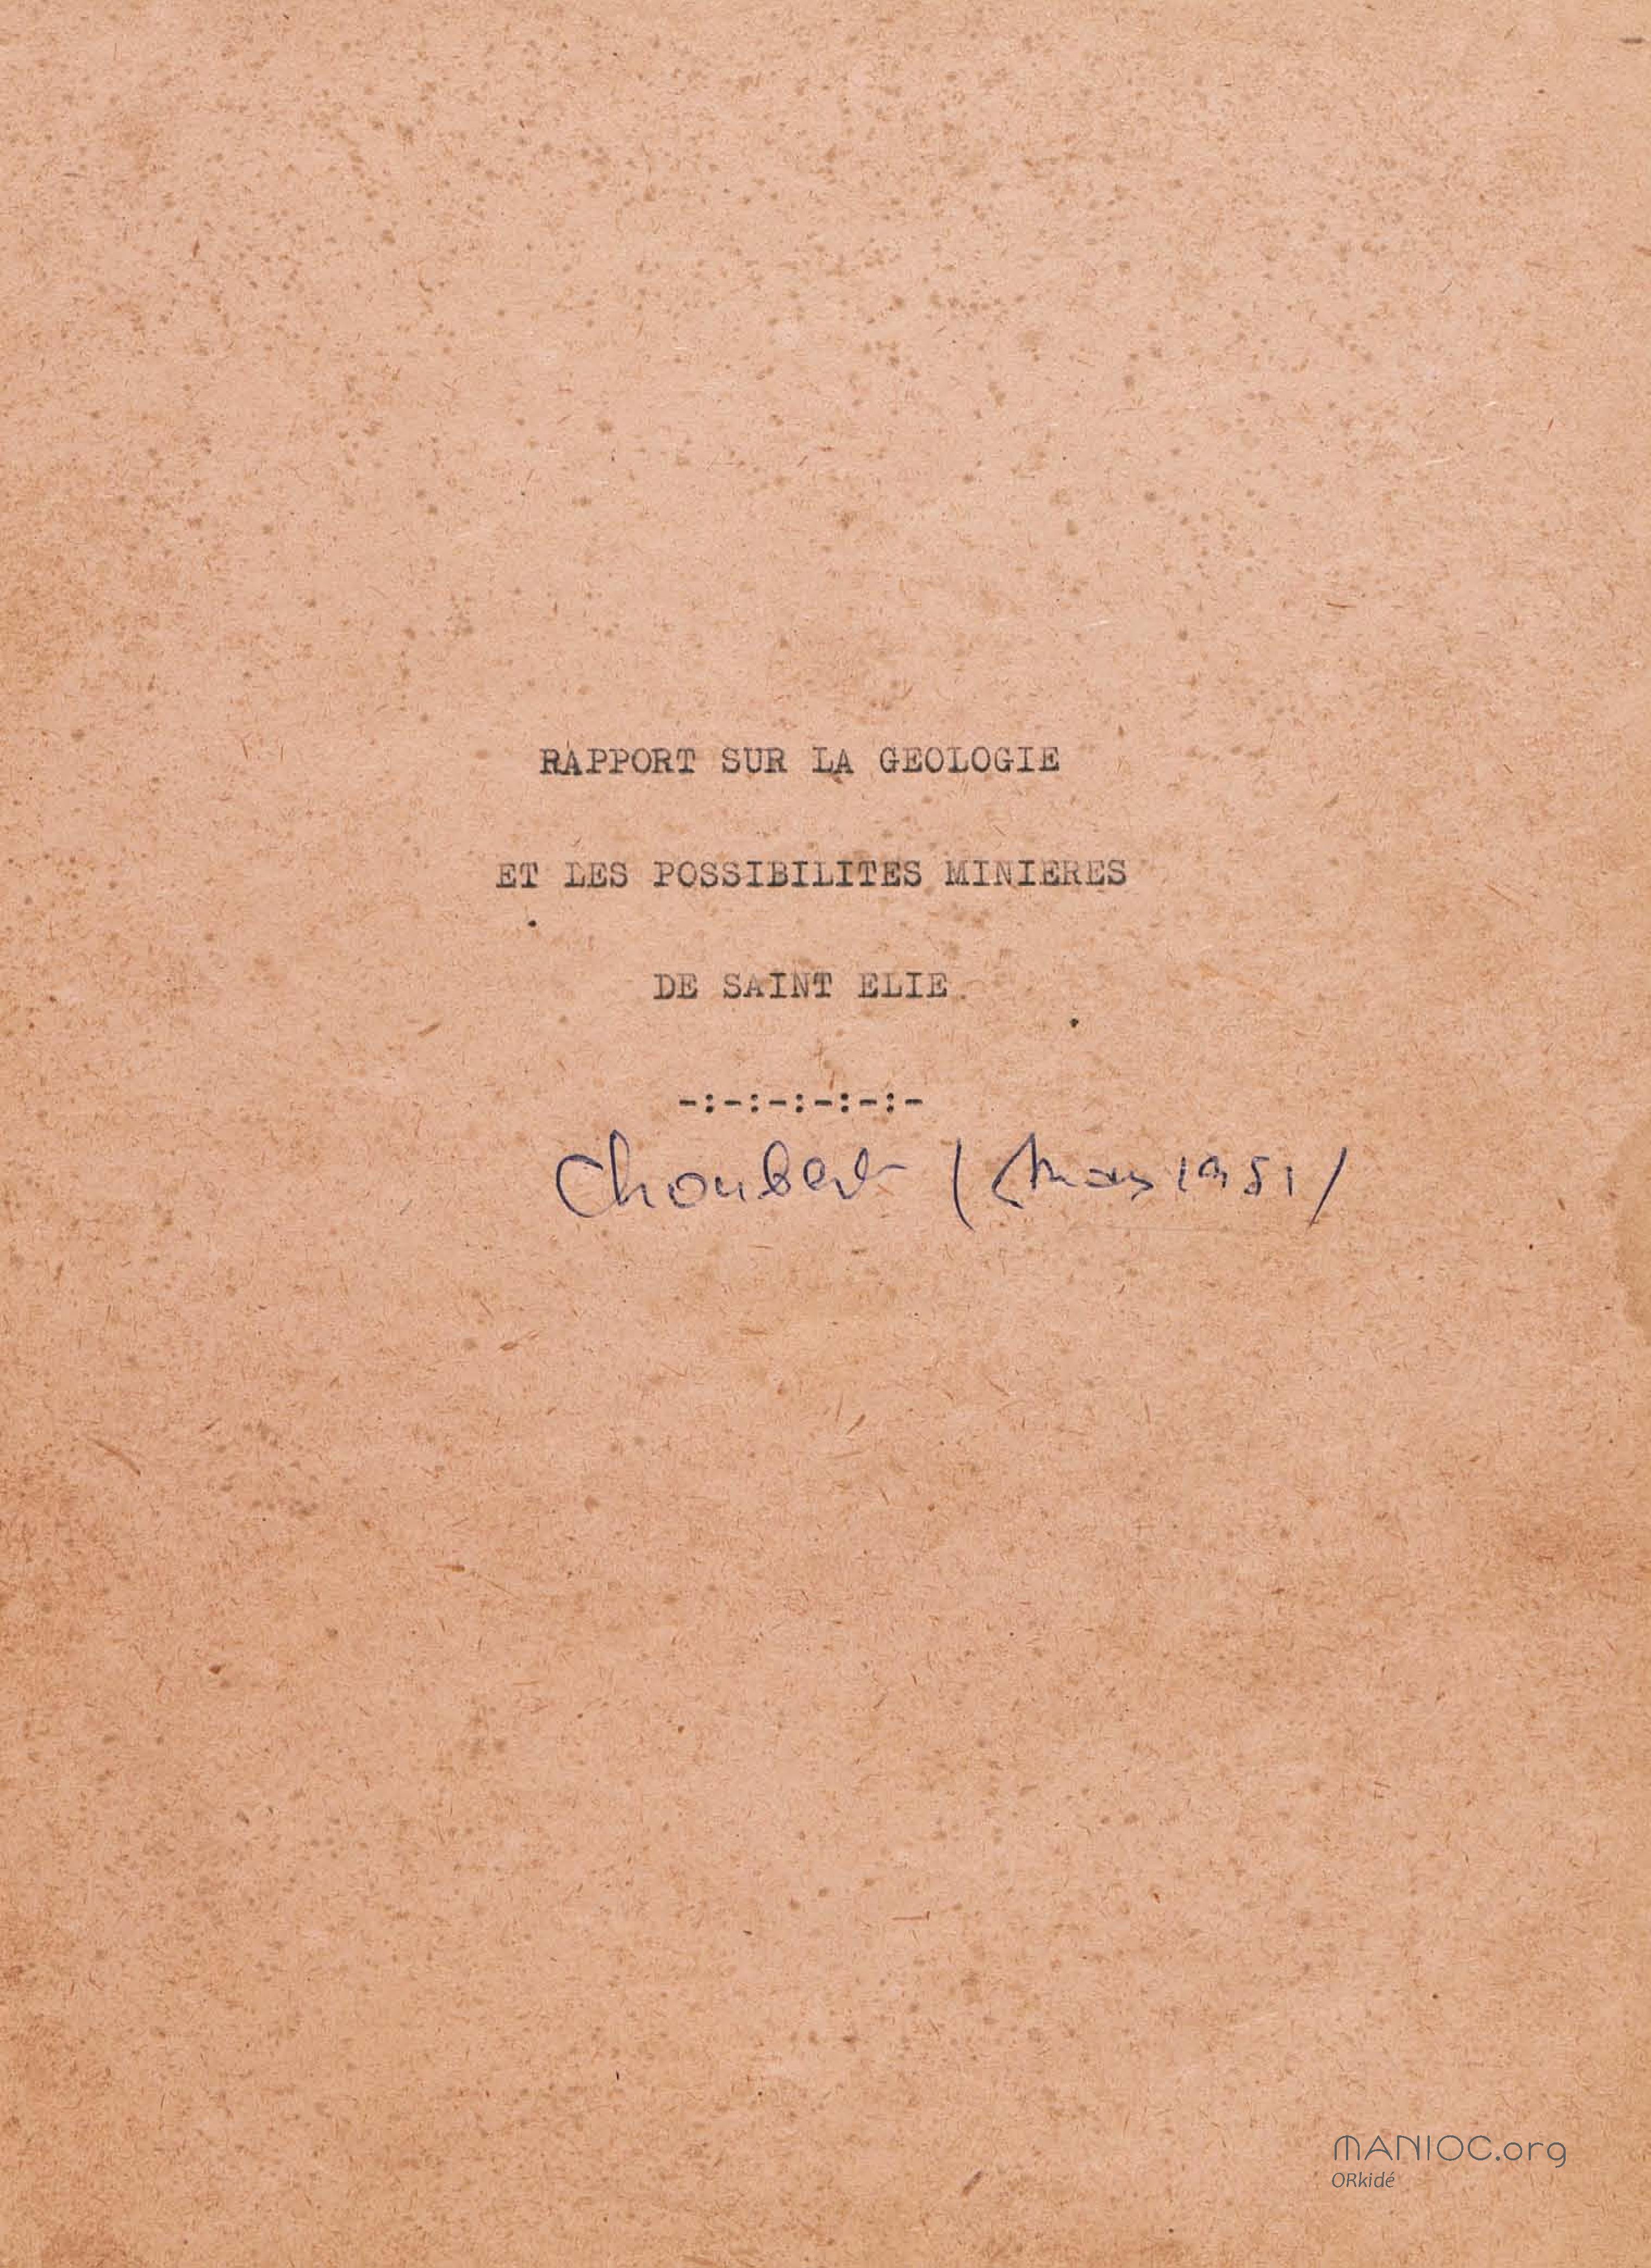 RAPPORT SUR LA GEOLOGIE
ET LES POSSIBILITES MINIERES
DE SAINT ELIE.
-:-:-:-:-:-
Choubert (Mars 1951)
MANIOC.org
ORkidé